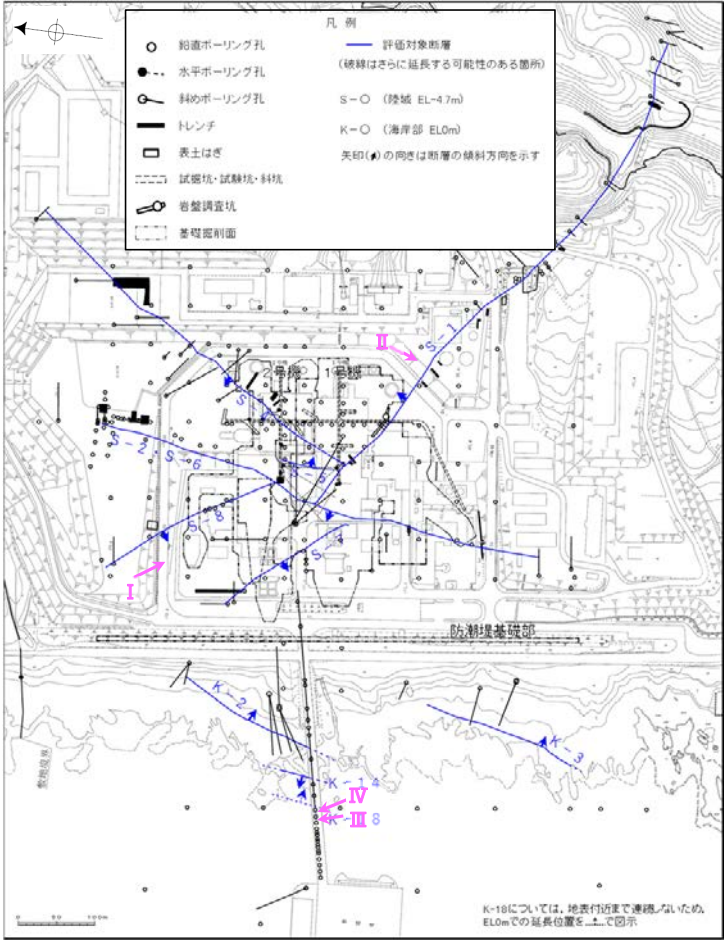 凡 例
鉛直ボーリング孔
水平ボーリング孔
斜めボーリング孔
トレンチ
表土はぎ
試掘坑・試験坑・斜坑
岩盤調査坑
基礎掘削面
評価対象断層
(破線はさらに延長する可能性のある箇所)
S－○ (陸域 EL-4.7m)
K－○ (海岸部 EL0m)
矢印( )の向きは断層の傾斜方向を示す
Ⅱ
S-1
2号機
1号機
S-2・S-6
S-8
Ⅰ
防潮堤基礎部
K-2
K-3
K-14
Ⅳ
Ⅲ
敷地境界
0 50 100m
K-18については、地表付近まで連続しないため、
EL0mでの延長位置を で図示